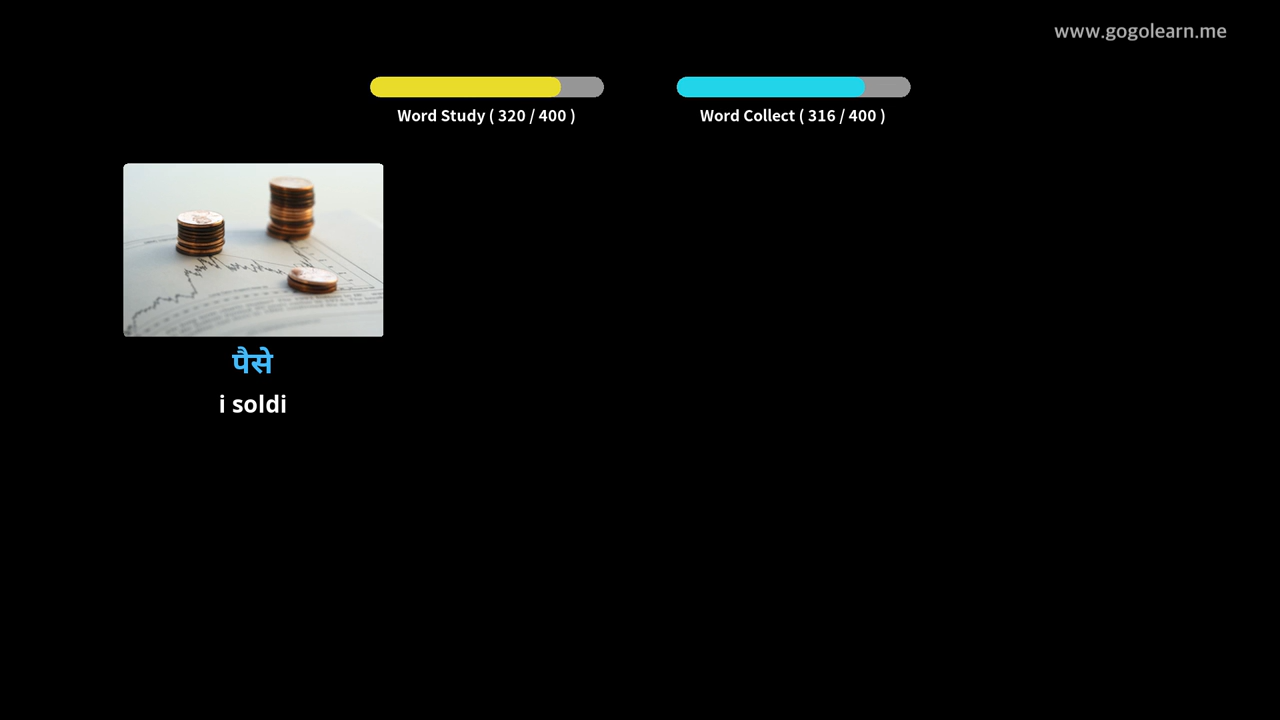 www.gogolearn.me
Word Study ( 320 / 400 )
Word Collect ( 316 / 400 )
पैसे
i soldi